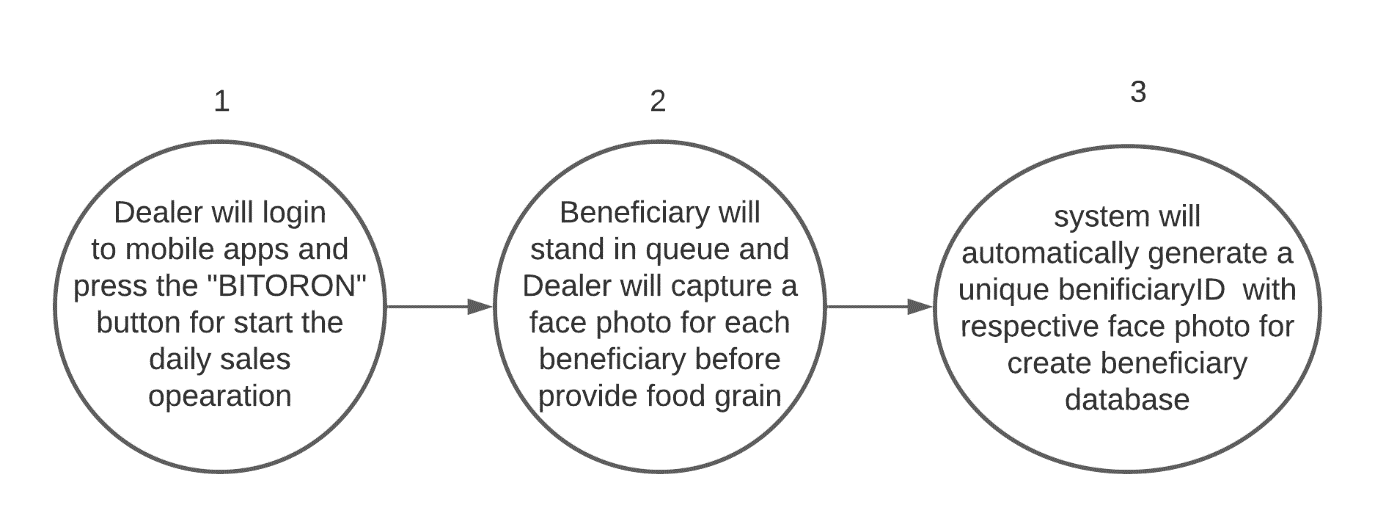 1
Dealer will login
to mobile apps and
press the "BITORON"
button for start the
daily sales
opearation
2
Beneficiary will
stand in queue and
Dealer will capture a
face photo for each
beneficiary before
provide food grain
3
system will
automatically generate a
unique benificiaryID  with
respective face photo for
create beneficiary
database